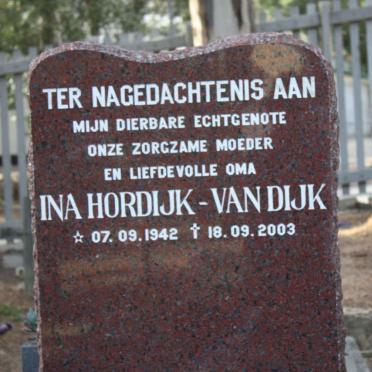 TER NAGEDACHTENIS AAN
MIJN DIERBARE ECHTGENOTE
ONZE ZORGZAME MOEDER
EN LIEFDEVOLLE OMA
INA HORDIJK - VAN DIJK
☆ 07.09.1942 † 18.09.2003